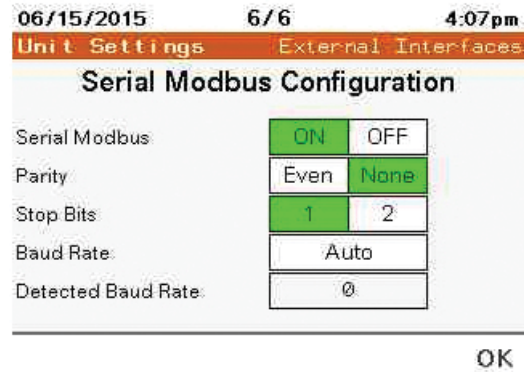 06/15/2015 6/6 4:07pm
Unit Settings External Interfaces
Serial Modbus Configuration
Serial Modbus ON OFF
Parity Even None
Stop Bits 1 2
Baud Rate Auto
Detected Baud Rate 0
OK